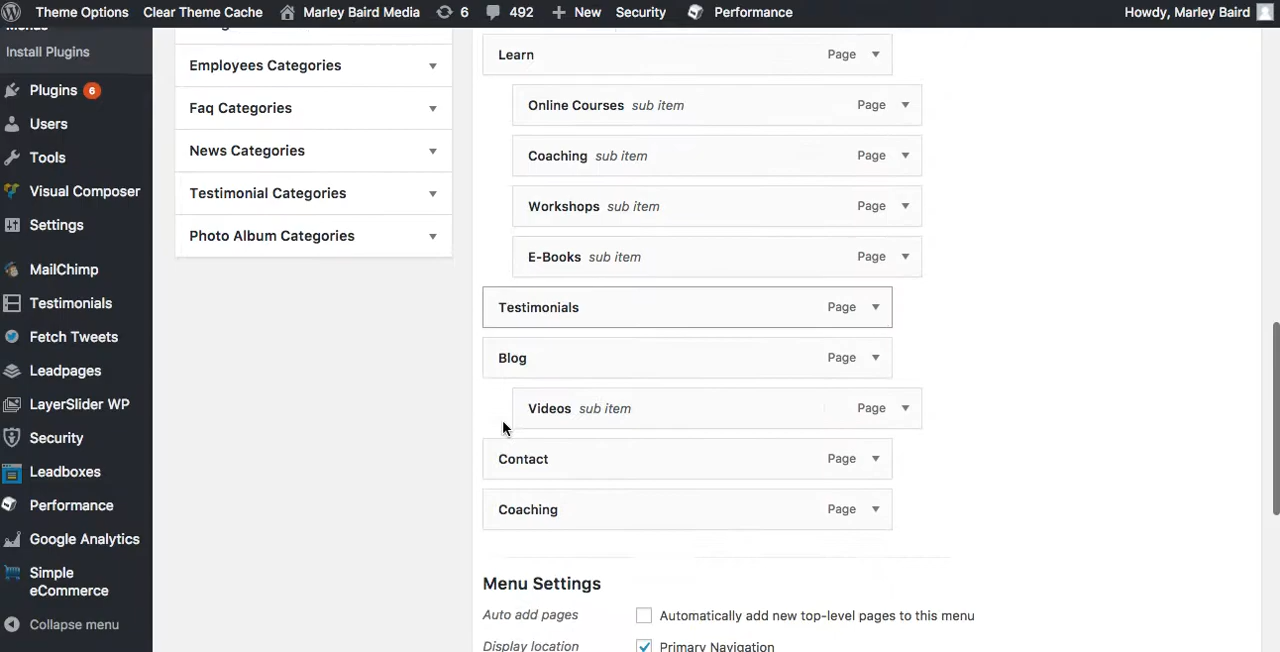 Theme Options Clear Theme Cache Marley Baird Media 6 492 New Security Performance Howdy, Marley Baird
Install Plugins
Plugins 6
Users
Tools
Visual Composer
Settings
MailChimp
Testimonials
Fetch Tweets
Leadpages
LayerSlider WP
Security
Leadboxes
Performance
Google Analytics
Simple
eCommerce
Collapse menu
Employees Categories
Faq Categories
News Categories
Testimonial Categories
Photo Album Categories
Learn Page
Online Courses sub item Page
Coaching sub item Page
Workshops sub item Page
E-Books sub item Page
Testimonials Page
Blog Page
Videos sub item Page
Contact Page
Coaching Page
Menu Settings
Auto add pages Automatically add new top-level pages to this menu
Display location Primary Navigation